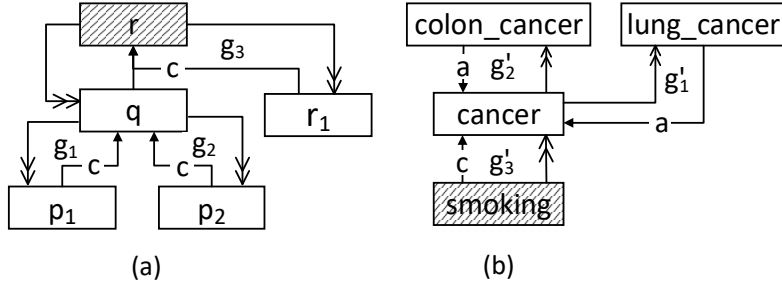 r
g3
c
q
r1
g1
c
g2
c
p1
p2
(a)
colon_cancer
lung_cancer
a
g'2
g'1
cancer
a
c
g'3
smoking
(b)